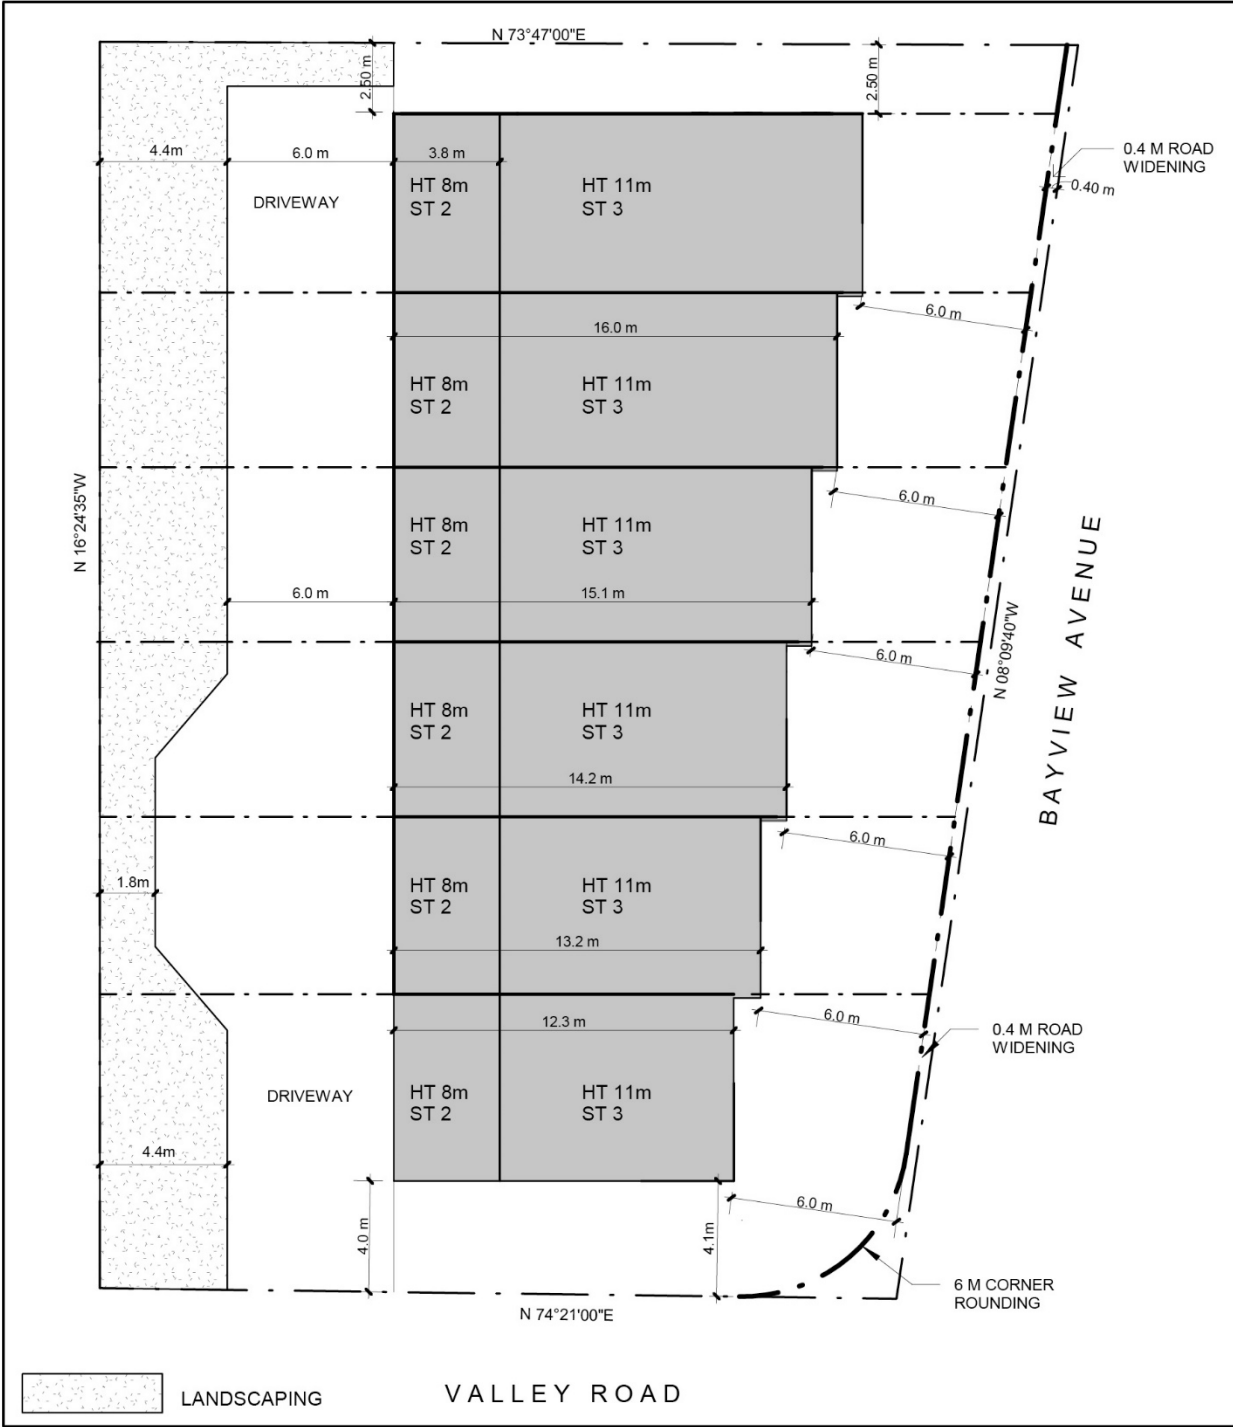 N 73°47'00"E
2.50 m
2.50 m
4.4m
6.0 m
3.8 m
0.4 M ROAD
WIDENING
0.40 m
HT 8m
ST 2
HT 11m
ST 3
DRIVEWAY
6.0 m
16.0 m
HT 8m
ST 2
HT 11m
ST 3
N 16°24'35"W
6.0 m
HT 8m
ST 2
HT 11m
ST 3
6.0 m
15.1 m
N 08°09'40"W
BAYVIEW AVENUE
6.0 m
HT 8m
ST 2
HT 11m
ST 3
14.2 m
6.0 m
1.8m
HT 8m
ST 2
HT 11m
ST 3
13.2 m
6.0 m
12.3 m
0.4 M ROAD
WIDENING
DRIVEWAY
HT 8m
ST 2
HT 11m
ST 3
4.4m
6.0 m
4.0 m
4.1m
6 M CORNER
ROUNDING
N 74°21'00"E
LANDSCAPING
VALLEY ROAD